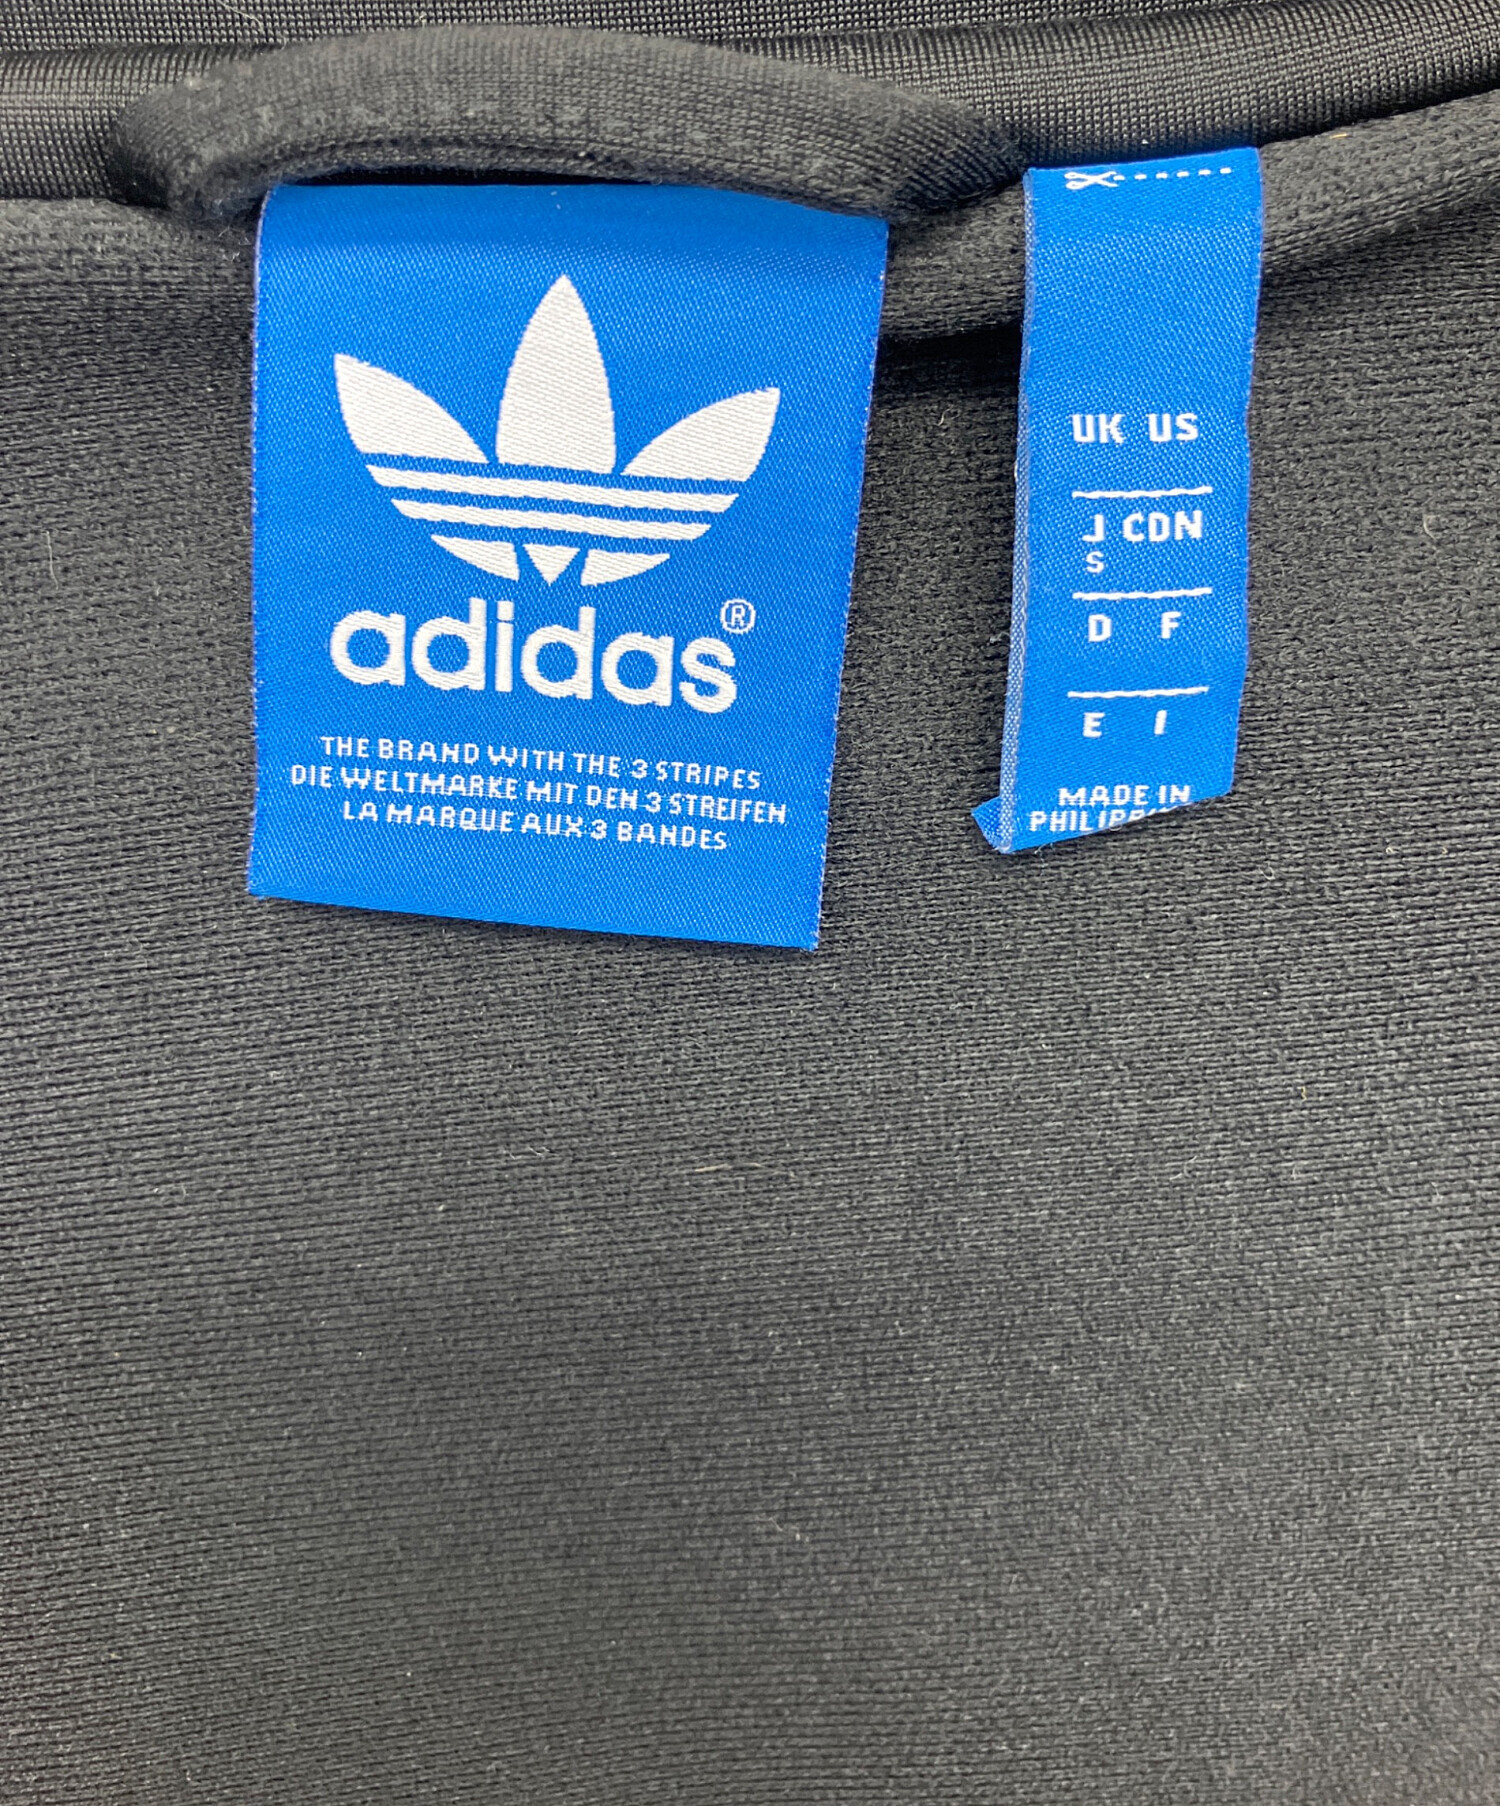 adidas®
THE BRAND WITH THE 3 STRIPES
DIE WELTMARKE MIT DEN 3 STREIFEN
LA MARQUE AUX 3 BANDES
UK US
J CDN
S
D F
E I
MADE IN